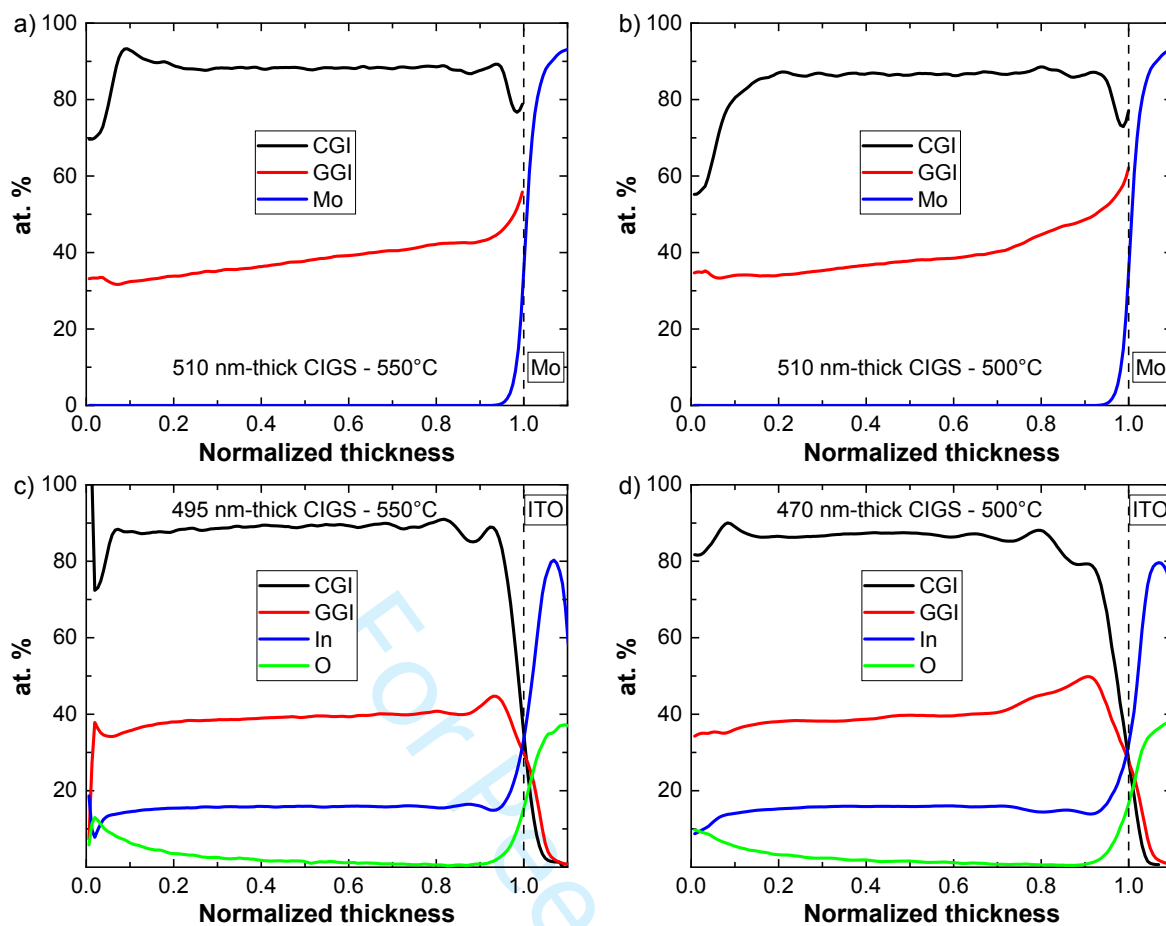 a)
100
80
60
40
20
0
at. %
CGI
GGI
Mo
510 nm-thick CIGS - 550°C
Mo
0.0 0.2 0.4 0.6 0.8 1.0
Normalized thickness
b)
100
80
60
40
20
0
at. %
CGI
GGI
Mo
510 nm-thick CIGS - 500°C
Mo
0.0 0.2 0.4 0.6 0.8 1.0
Normalized thickness
c)
495 nm-thick CIGS - 550°C
ITO
100
80
60
40
20
at. %
CGI
GGI
In
O
0.0 0.2 0.4 0.6 0.8 1.0
Normalized thickness
d)
470 nm-thick CIGS - 500°C
ITO
100
80
60
40
20
at. %
CGI
GGI
In
O
0.0 0.2 0.4 0.6 0.8 1.0
Normalized thickness
For Pee